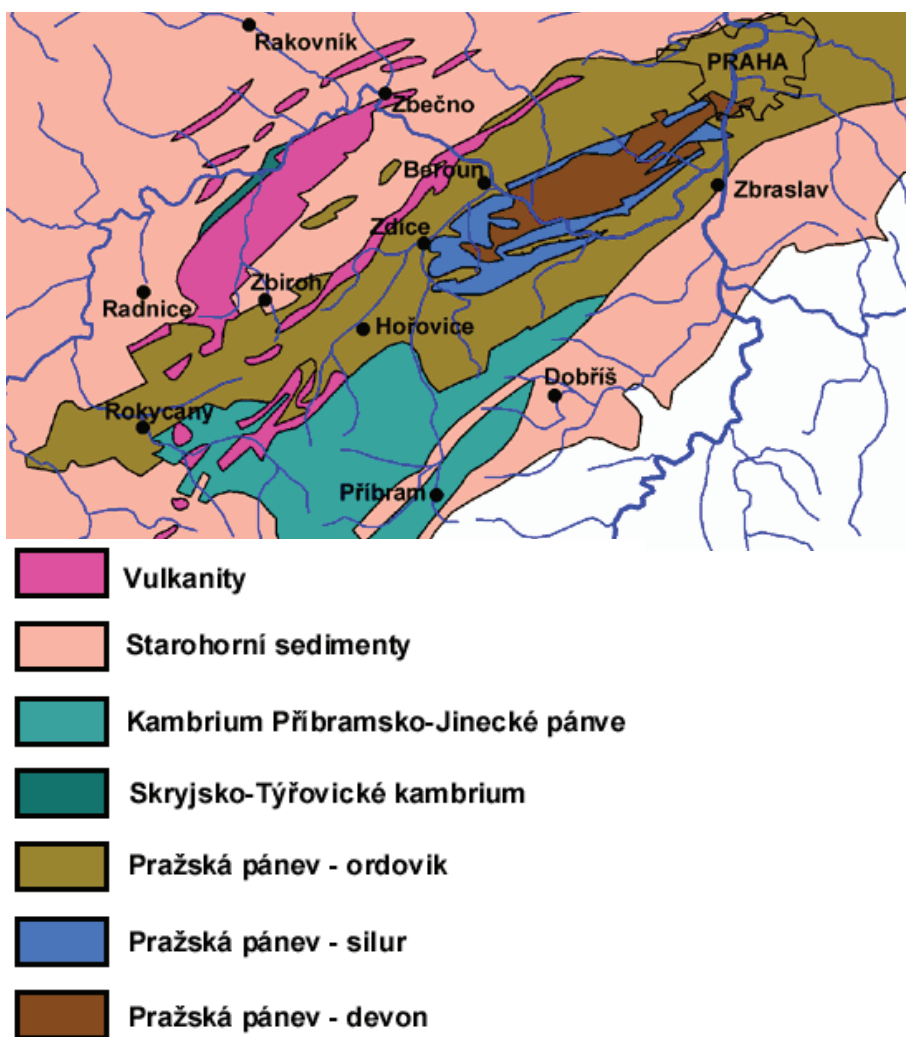 Rakovník
PRAHA
Zbečno
Beroun
Zbraslav
Zdice
Zbiroh
Radnice
Hořovice
Dobříš
Rokycany
Příbram
Vulkanity
Starohorní sedimenty
Kambrium Příbramsko-Jinecké pánve
Skryjsko-Týřovické kambrium
Pražská pánev - ordovik
Pražská pánev - silur
Pražská pánev - devon